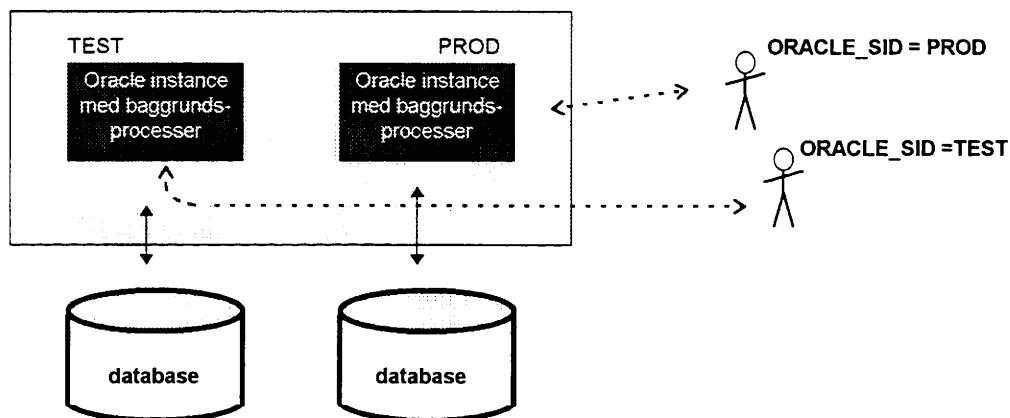 TEST
PROD
ORACLE_SID = PROD
Oracle instance
med baggrunds-
processer
Oracle instance
med baggrunds-
processer
ORACLE_SID =TEST
database
database